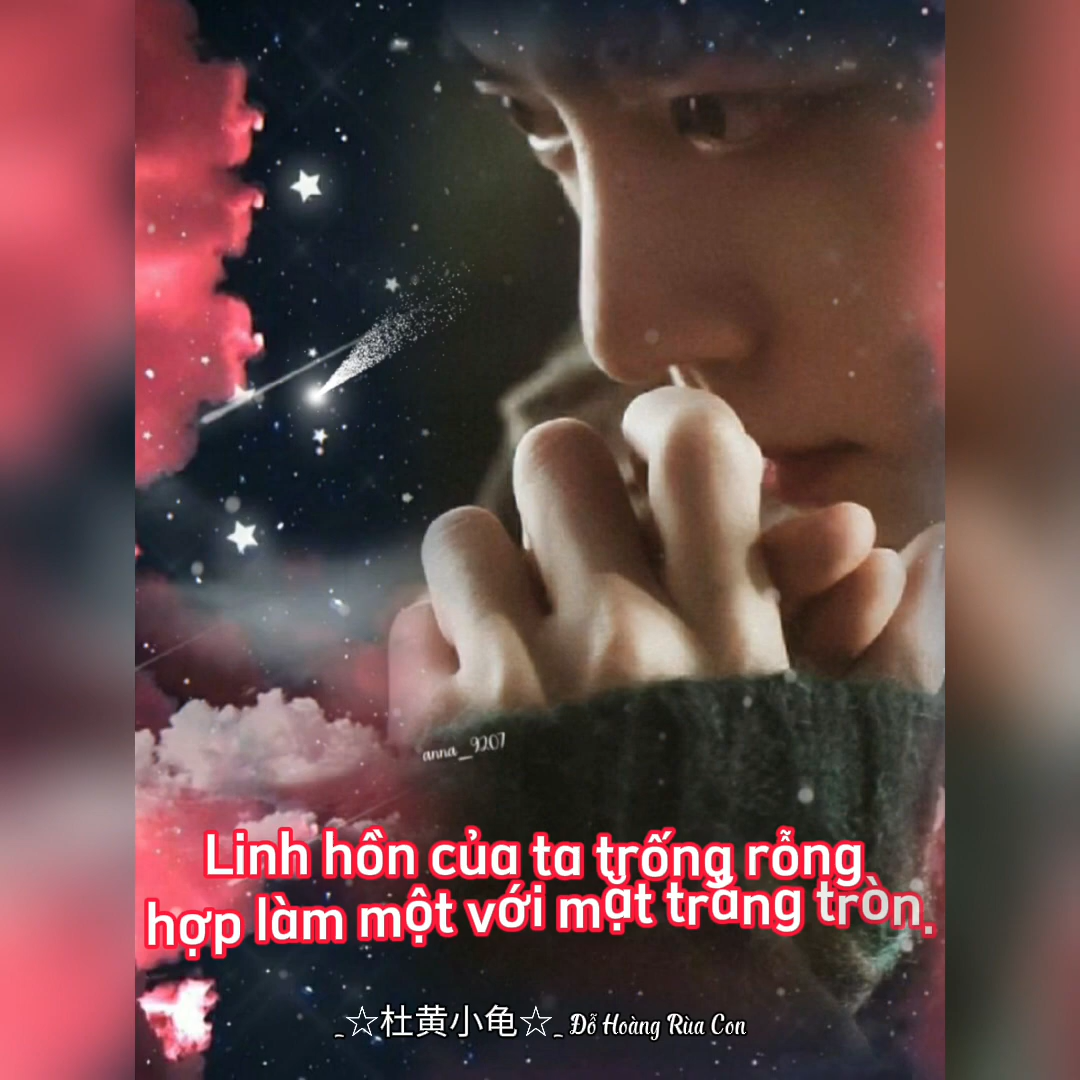 anna_9207
Linh hồn của ta trống rỗng
hợp làm một với mặt trăng tròn.
_☆杜黄小龟☆_ Đỗ Hoàng Rùa Con